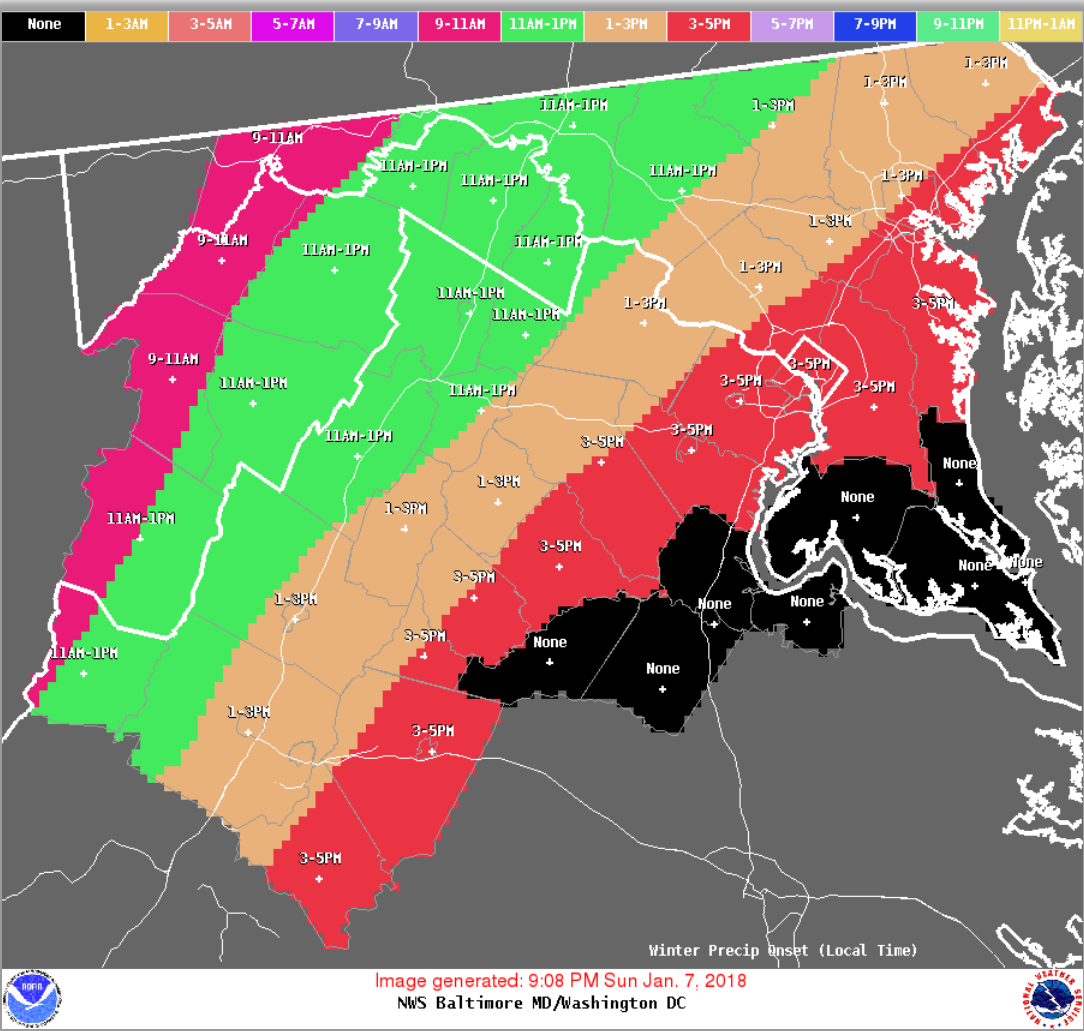 None 1-3AM 3-5AM 5-7AM 7-9AM 9-11AM 11AM-1PM 1-3PM 3-5PM 5-7PM 7-9PM 9-11PM 11PM-1AM
1-3PM
1-3PM
11AM-1PM
1-3PM
9-11AM
11AM-1PM
11AM-1PM
11AM-1PM
1-3PM
1-3PM
9-11AM
11AM-1PM
11AM-1PM
1-3PM
11AM-1PM
1-3PM
3-5PM
11AM-1PM
9-11AM
3-5PM
11AM-1PM
11AM-1PM
3-5PM
3-5PM
11AM-1PM
3-5PM
3-5PM
None
1-3PM
None
11AM-1PM
1-3PM
3-5PM
None
None
3-5PM
1-3PM
None
None
3-5PM
None
11AM-1PM
None
1-3PM
3-5PM
3-5PM
Winter Precip Onset (Local Time)
Image generated: 9:08 PM Sun Jan. 7, 2018
NOAA
NWS Baltimore MD/Washington DC
NATIONAL WEATHER SERVICE